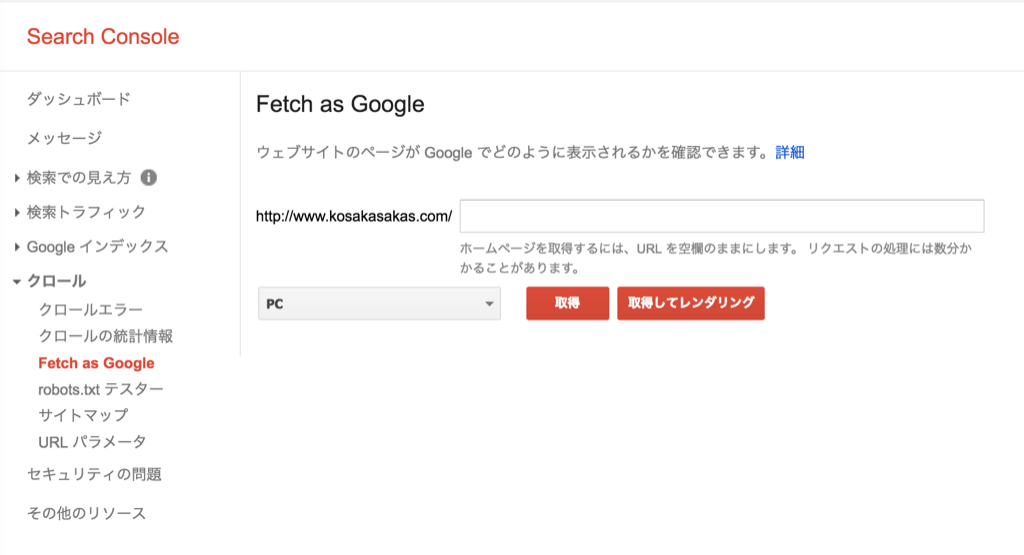 Search Console
ダッシュボード
メッセージ
検索での見え方
検索トラフィック
Google インデックス
クロール
クロールエラー
クロールの統計情報
Fetch as Google
robots.txt テスター
サイトマップ
URL パラメータ
セキュリティの問題
その他のリソース
Fetch as Google
ウェブサイトのページが Google でどのように表示されるかを確認できます。詳細
http://www.kosakasakas.com/
ホームページを取得するには、URL を空欄のままにします。 リクエストの処理には数分か
かることがあります。
PC
取得
取得してレンダリング